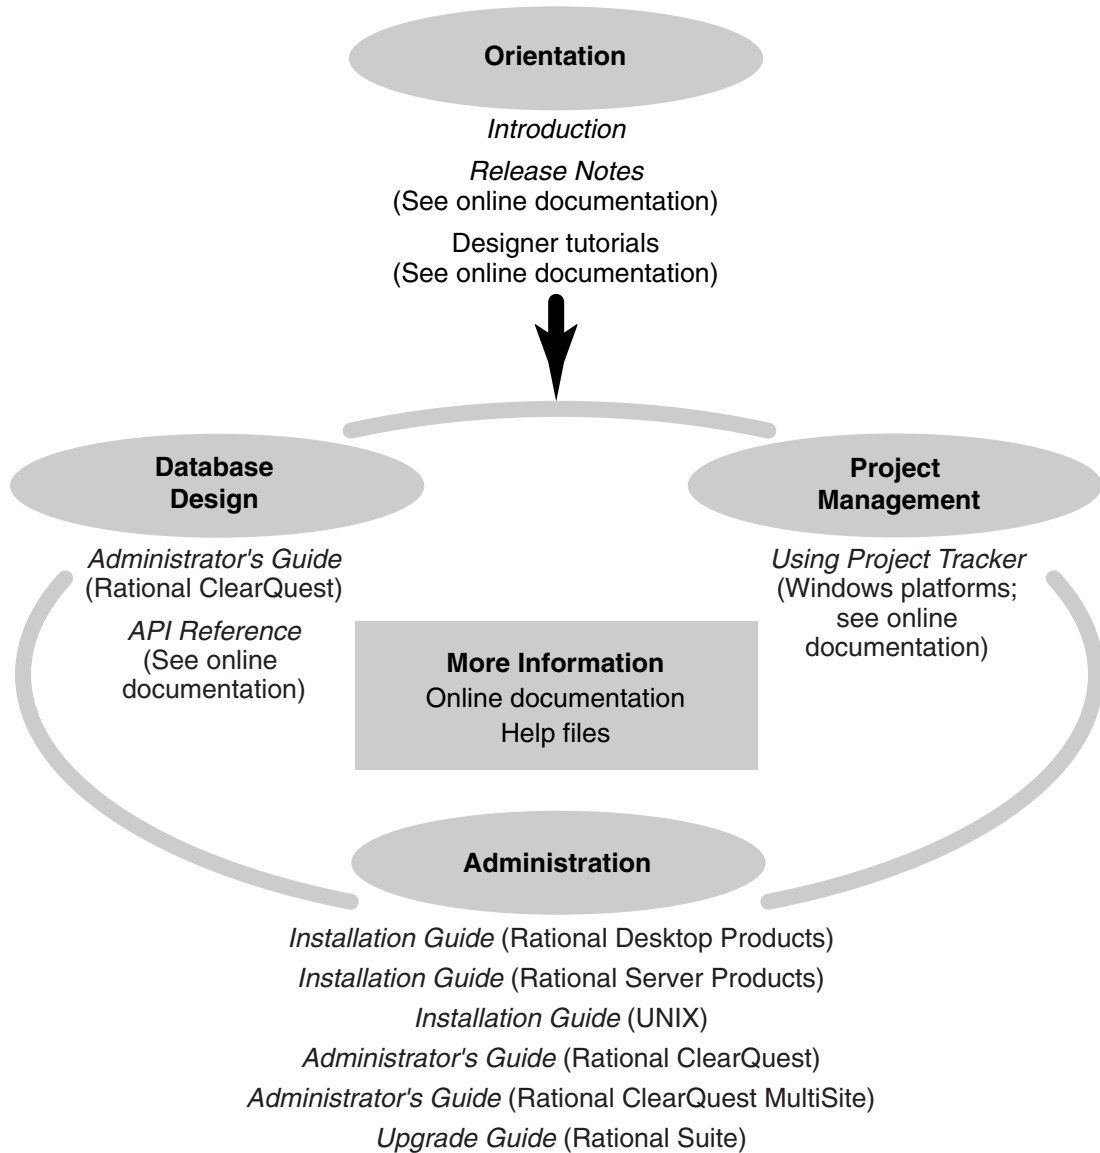 Orientation
Introduction
Release Notes
(See online documentation)
Designer tutorials
(See online documentation)
Database
Design
Administrator's Guide
(Rational ClearQuest)
API Reference
(See online
documentation)
Project
Management
Using Project Tracker
(Windows platforms;
see online
documentation)
More Information
Online documentation
Help files
Administration
Installation Guide (Rational Desktop Products)
Installation Guide (Rational Server Products)
Installation Guide (UNIX)
Administrator's Guide (Rational ClearQuest)
Administrator's Guide (Rational ClearQuest MultiSite)
Upgrade Guide (Rational Suite)